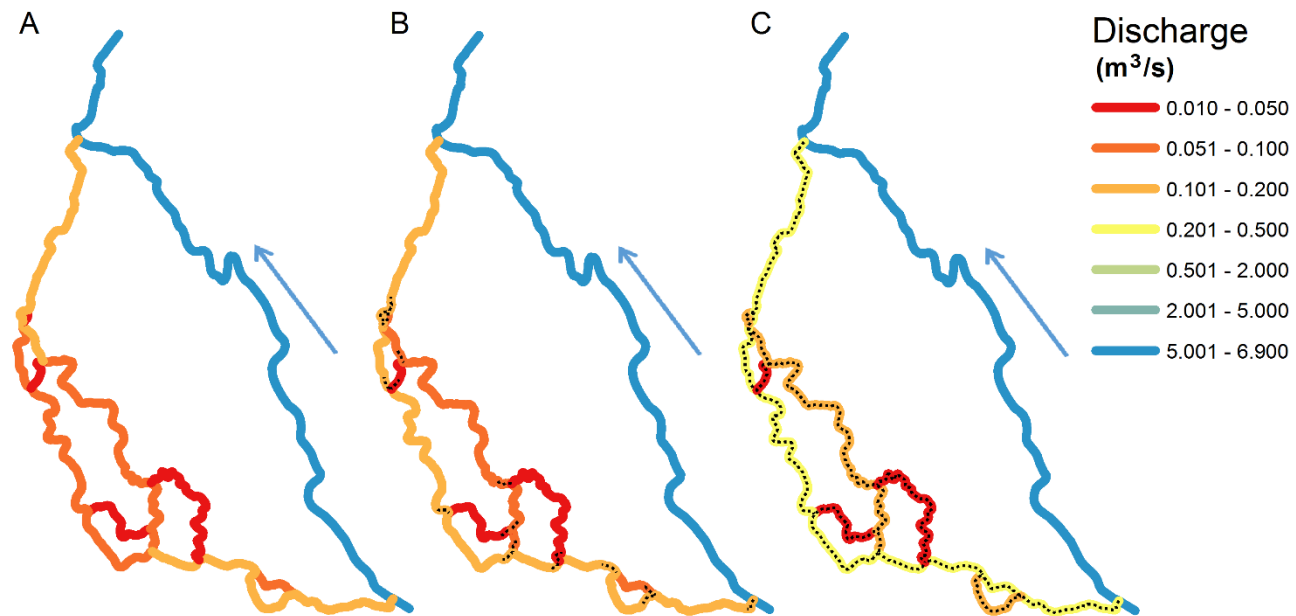 A
B
C
Discharge
(m³/s)
0.010 - 0.050
0.051 - 0.100
0.101 - 0.200
0.201 - 0.500
0.501 - 2.000
2.001 - 5.000
5.001 - 6.900